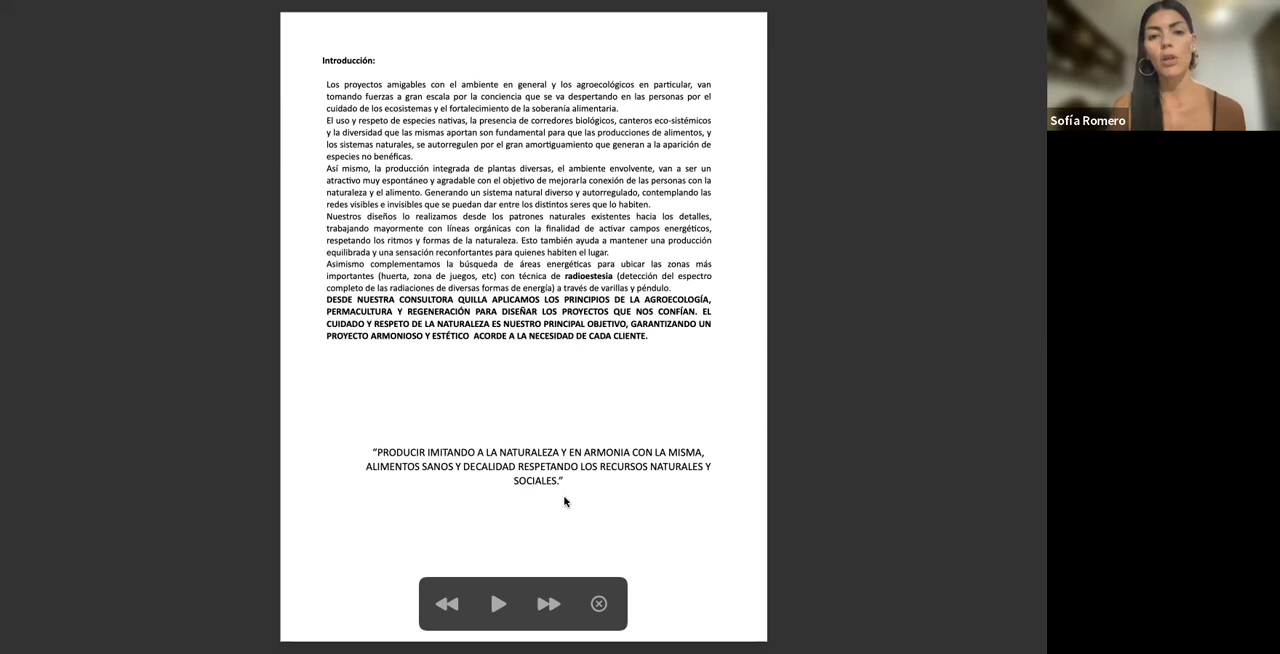 Introducción:
Los proyectos amigables con el ambiente en general y los agroecológicos en particular, van
tomando fuerzas a gran escala por la conciencia que se va despertando en las personas por el
cuidado de los ecosistemas y el fortalecimiento de la soberanía alimentaria.
El uso y respeto de especies nativas, la presencia de corredores biológicos, canteros eco-sistémicos
y la diversidad que las mismas aportan son fundamental para que las producciones de alimentos, y
los sistemas naturales, se autorregulen por el gran amortiguamiento que generan a la aparición de
especies no benéficas.
Así mismo, la producción integrada de plantas diversas, el ambiente envolvente, van a ser un
atractivo muy espontáneo y agradable con el objetivo de mejorarla conexión de las personas con la
naturaleza y el alimento. Generando un sistema natural diverso y autorregulado, contemplando las
redes visibles e invisibles que se puedan dar entre los distintos seres que lo habiten.
Nuestros diseños lo realizamos desde los patrones naturales existentes hacia los detalles,
trabajando mayormente con líneas orgánicas con la finalidad de activar campos energéticos,
respetando los ritmos y formas de la naturaleza. Esto también ayuda a mantener una producción
equilibrada y una sensación reconfortantes para quienes habiten el lugar.
Asimismo complementamos la búsqueda de áreas energéticas para ubicar las zonas más
importantes (huerta, zona de juegos, etc) con técnica de radioestesia (detección del espectro
completo de las radiaciones de diversas formas de energía) a través de varillas y péndulo.
DESDE NUESTRA CONSULTORA QUILLA APLICAMOS LOS PRINCIPIOS DE LA AGROECOLOGÍA,
PERMACULTURA Y REGENERACIÓN PARA DISEÑAR LOS PROYECTOS QUE NOS CONFÍAN. EL
CUIDADO Y RESPETO DE LA NATURALEZA ES NUESTRO PRINCIPAL OBJETIVO, GARANTIZANDO UN
PROYECTO ARMONIOSO Y ESTÉTICO ACORDE A LA NECESIDAD DE CADA CLIENTE.
“PRODUCIR IMITANDO A LA NATURALEZA Y EN ARMONIA CON LA MISMA,
ALIMENTOS SANOS Y DECALIDAD RESPETANDO LOS RECURSOS NATURALES Y
SOCIALES.”
Sofía Romero